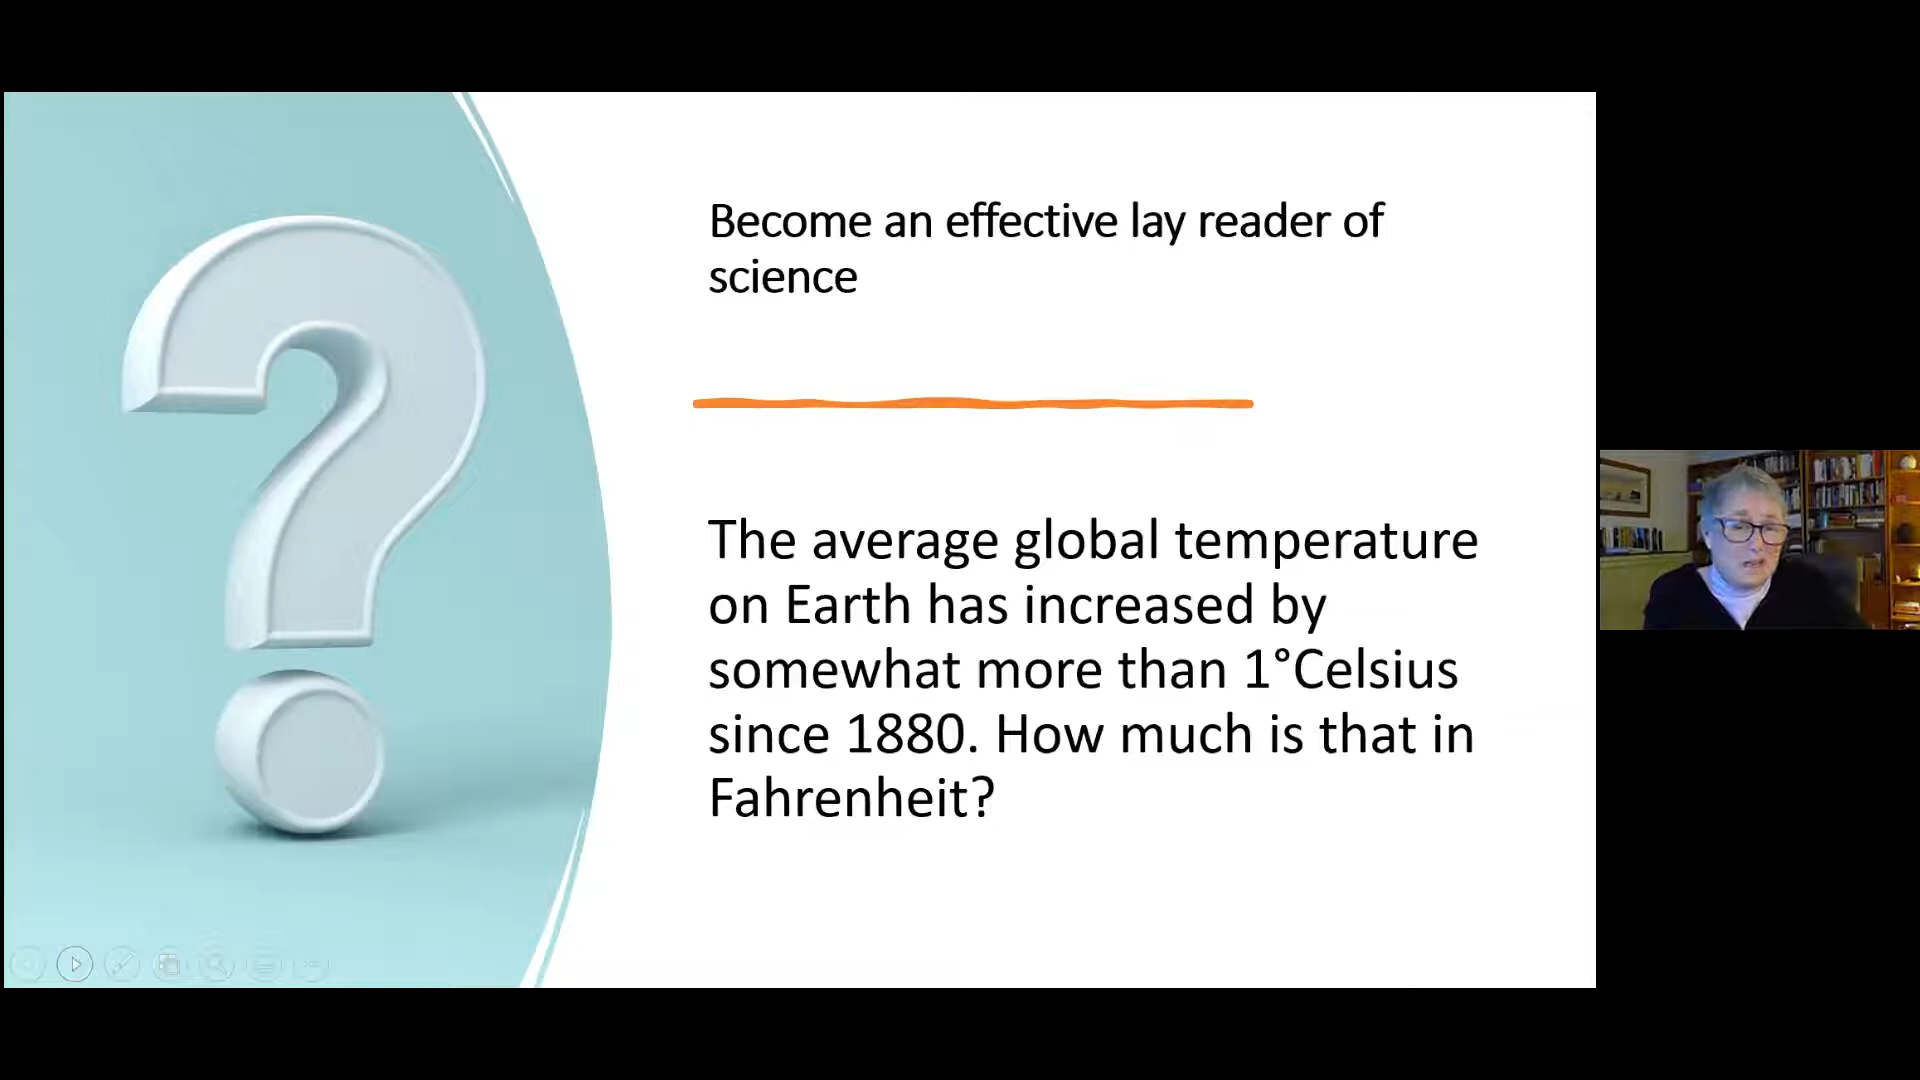 Become an effective lay reader of
science
The average global temperature
on Earth has increased by
somewhat more than 1°Celsius
since 1880. How much is that in
Fahrenheit?